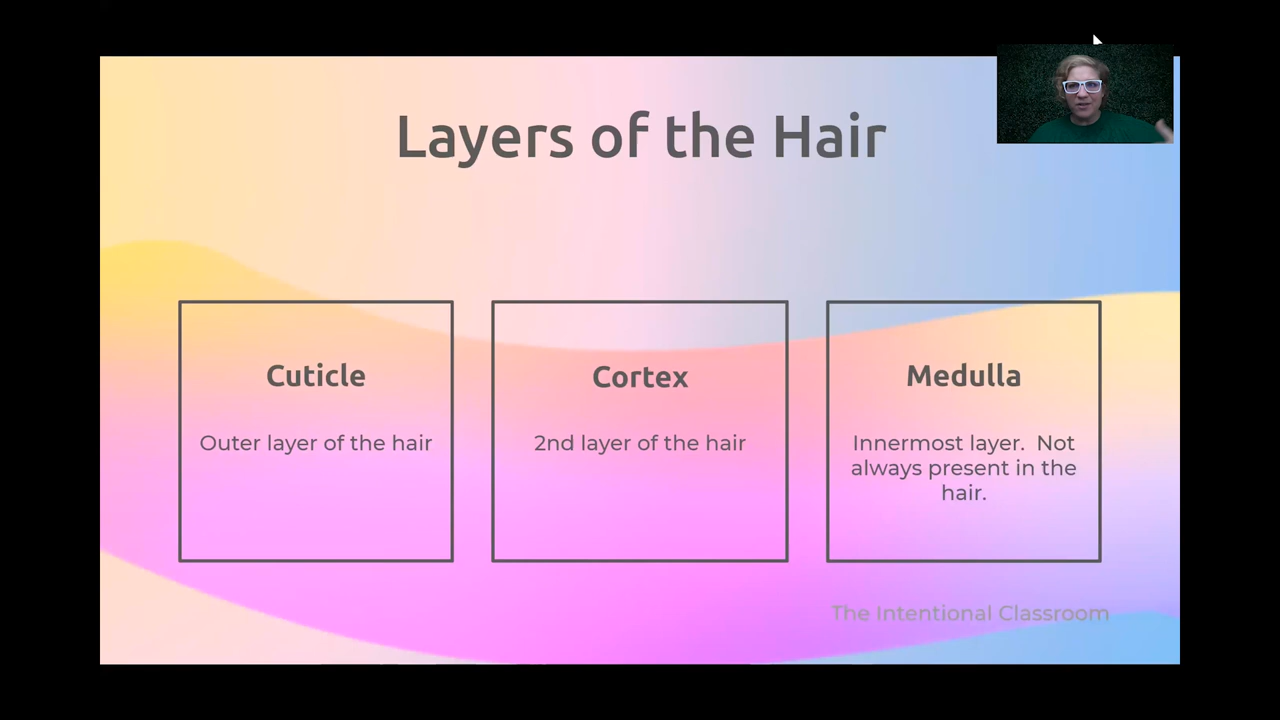 Layers of the Hair
Cuticle
Outer layer of the hair
Cortex
2nd layer of the hair
Medulla
Innermost layer.  Not
always present in the
hair.
The Intentional Classroom